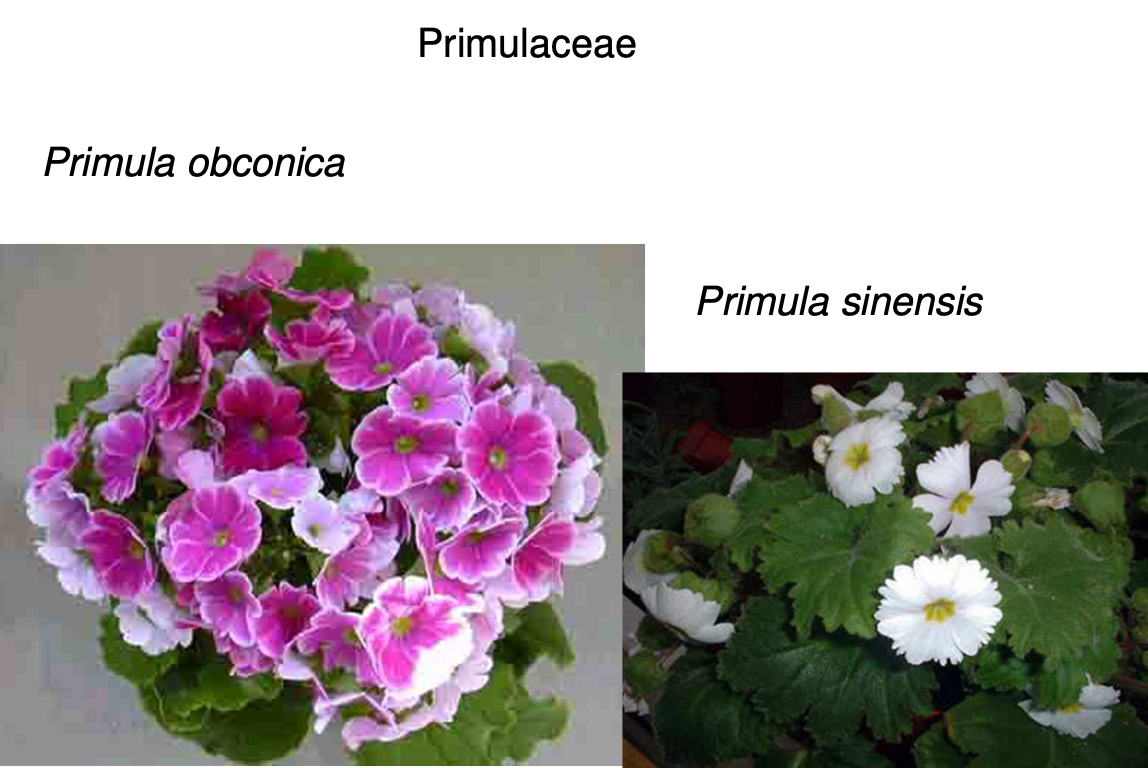 Primulaceae
Primula obconica
Primula sinensis